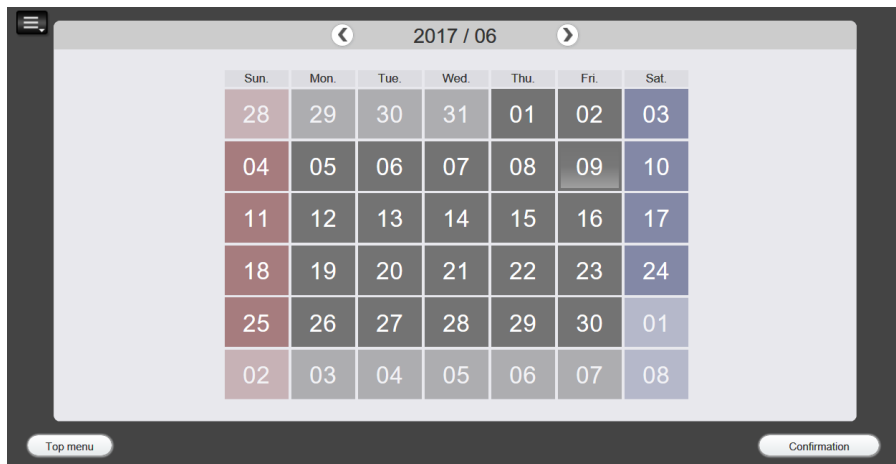 2017 / 06
Sun. Mon. Tue. Wed. Thu. Fri. Sat.
28 29 30 31 01 02 03
04 05 06 07 08 09 10
11 12 13 14 15 16 17
18 19 20 21 22 23 24
25 26 27 28 29 30 01
02 03 04 05 06 07 08
Top menu Confirmation